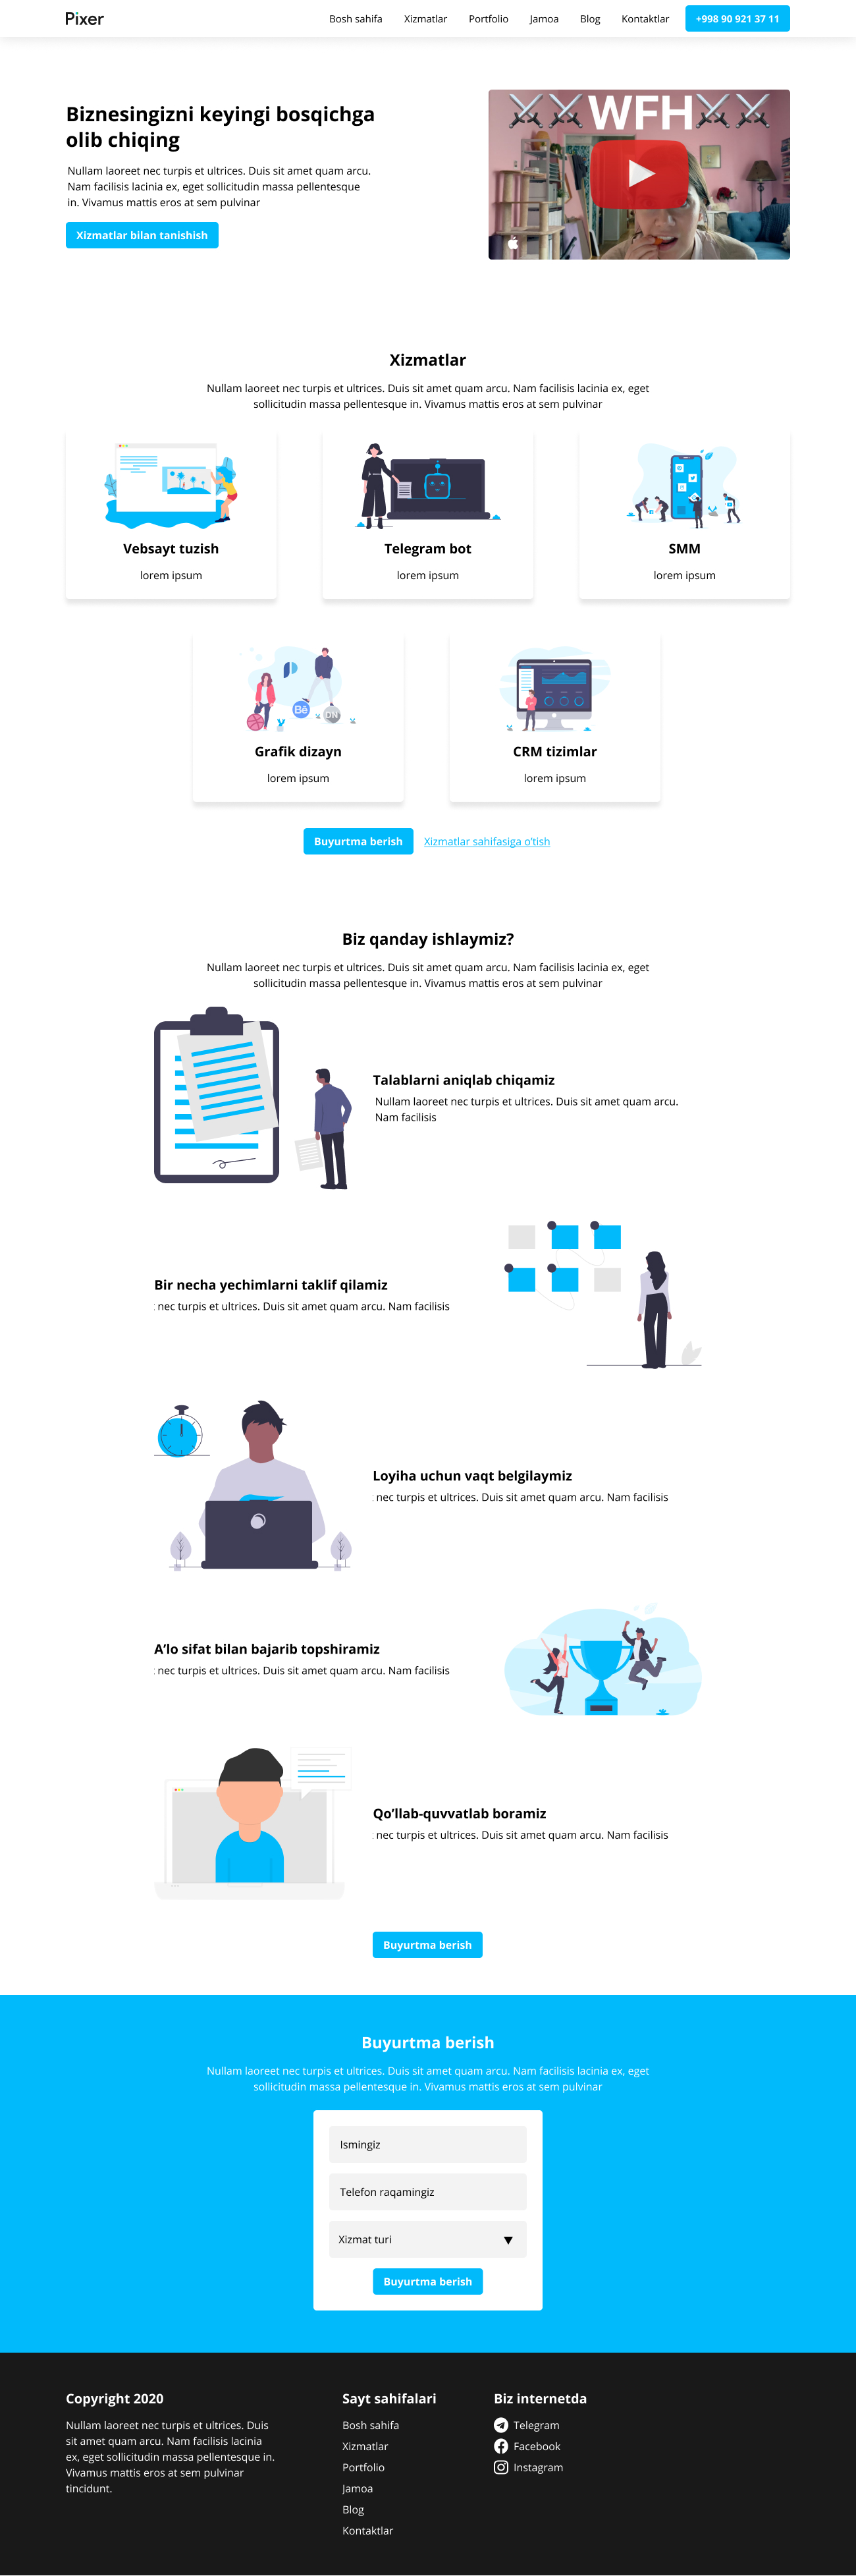 Pixer
Bosh sahifa Xizmatlar Portfolio Jamoa Blog Kontaktlar +998 90 921 37 11
WFH
Biznesingizni keyingi bosqichga
olib chiqing
Nullam laoreet nec turpis et ultrices. Duis sit amet quam arcu.
Nam facilisis lacinia ex, eget sollicitudin massa pellentesque
in. Vivamus mattis eros at sem pulvinar
Xizmatlar bilan tanishish
Xizmatlar
Nullam laoreet nec turpis et ultrices. Duis sit amet quam arcu. Nam facilisis lacinia ex, eget
sollicitudin massa pellentesque in. Vivamus mattis eros at sem pulvinar
Vebsayt tuzish
lorem ipsum
Telegram bot
lorem ipsum
SMM
lorem ipsum
Bē
DN
Grafik dizayn
lorem ipsum
CRM tizimlar
lorem ipsum
Buyurtma berish Xizmatlar sahifasiga o'tish
Biz qanday ishlaymiz?
Nullam laoreet nec turpis et ultrices. Duis sit amet quam arcu. Nam facilisis lacinia ex, eget
sollicitudin massa pellentesque in. Vivamus mattis eros at sem pulvinar
Talablarni aniqlab chiqamiz
Nullam laoreet nec turpis et ultrices. Duis sit amet quam arcu.
Nam facilisis
Bir necha yechimlarni taklif qilamiz
nec turpis et ultrices. Duis sit amet quam arcu. Nam facilisis
Loyiha uchun vaqt belgilaymiz
nec turpis et ultrices. Duis sit amet quam arcu. Nam facilisis
A’lo sifat bilan bajarib topshiramiz
nec turpis et ultrices. Duis sit amet quam arcu. Nam facilisis
Qo’llab-quvvatlab boramiz
nec turpis et ultrices. Duis sit amet quam arcu. Nam facilisis
Buyurtma berish
Buyurtma berish
Nullam laoreet nec turpis et ultrices. Duis sit amet quam arcu. Nam facilisis lacinia ex, eget
sollicitudin massa pellentesque in. Vivamus mattis eros at sem pulvinar
Ismingiz
Telefon raqamingiz
Xizmat turi
Buyurtma berish
Copyright 2020
Nullam laoreet nec turpis et ultrices. Duis
sit amet quam arcu. Nam facilisis lacinia
ex, eget sollicitudin massa pellentesque in.
Vivamus mattis eros at sem pulvinar
tincidunt.
Sayt sahifalari
Bosh sahifa
Xizmatlar
Portfolio
Jamoa
Blog
Kontaktlar
Biz internetda
Telegram
Facebook
Instagram